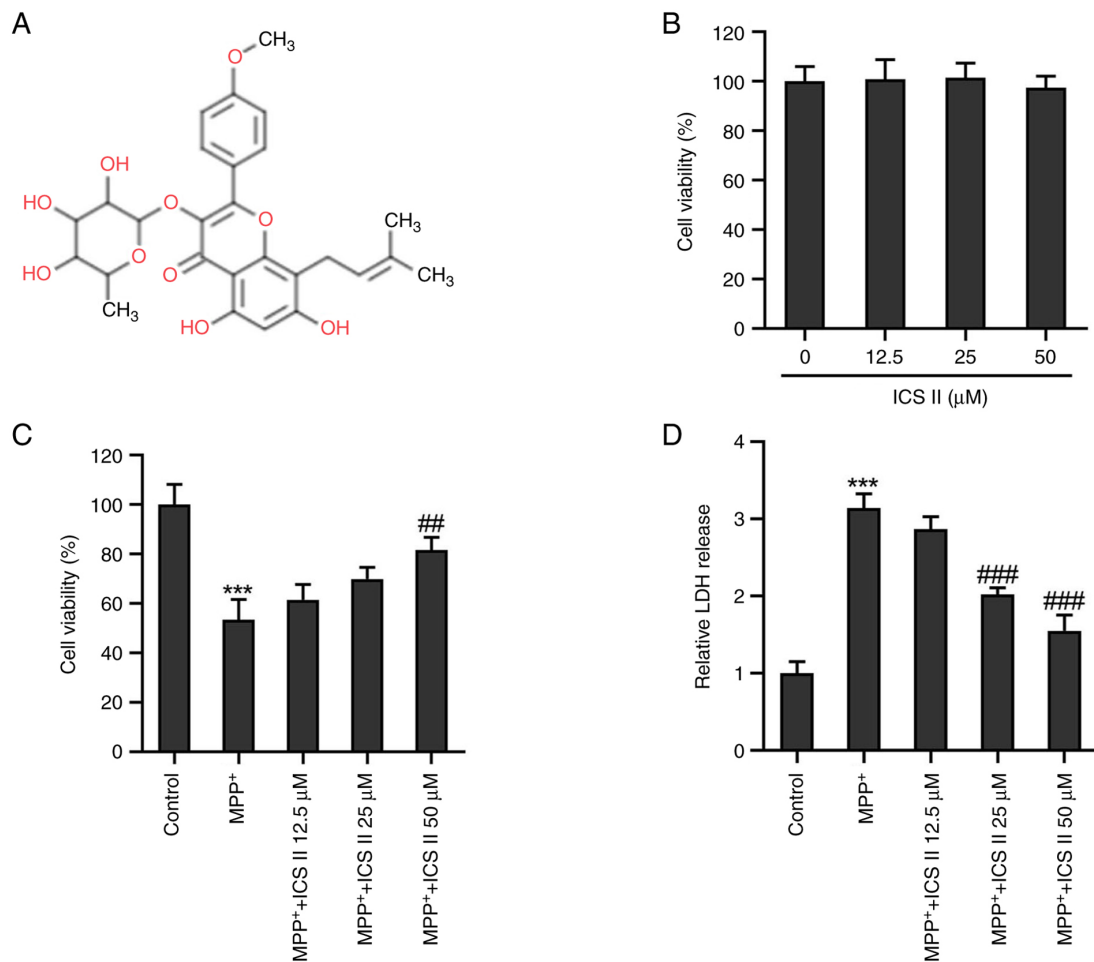 A
O
CH3
OH
HO
O
O
HO
O
O
CH3
CH3
CH3
HO
OH
B
Cell viability (%)
120
100
80
60
40
20
0
0 12.5 25 50
ICS II (μM)
C
Cell viability (%)
120
100
80
60
40
20
0
***
##
Control
MPP+
MPP++ICS II 12.5 μM
MPP++ICS II 25 μM
MPP++ICS II 50 μM
D
Relative LDH release
4
3
2
1
0
***
###
###
Control
MPP+
MPP++ICS II 12.5 μM
MPP++ICS II 25 μM
MPP++ICS II 50 μM